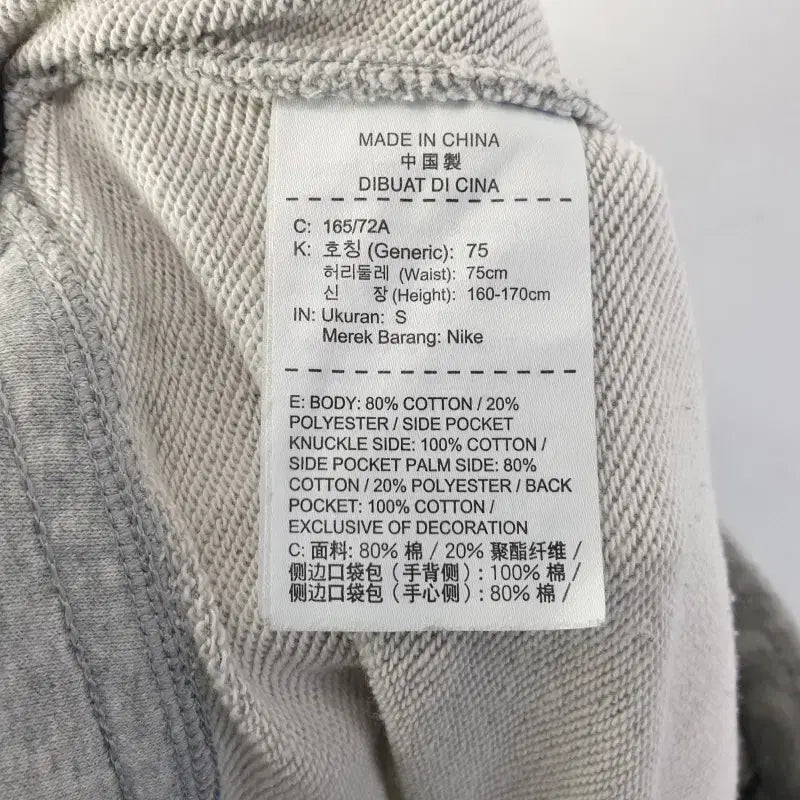 MADE IN CHINA
中国製
DIBUAT DI CINA
C: 165/72A
K: 호칭 (Generic): 75
허리둘레 (Waist): 75cm
신 장 (Height): 160-170cm
IN: Ukuran: S
Merek Barang: Nike
E: BODY: 80% COTTON / 20%
POLYESTER / SIDE POCKET
KNUCKLE SIDE: 100% COTTON /
SIDE POCKET PALM SIDE: 80%
COTTON / 20% POLYESTER / BACK
POCKET: 100% COTTON /
EXCLUSIVE OF DECORATION
C: 面料: 80% 棉 / 20% 聚酯纤维 /
侧边口袋包 (手背侧) : 100% 棉 /
侧边口袋包 (手心侧) : 80% 棉 /